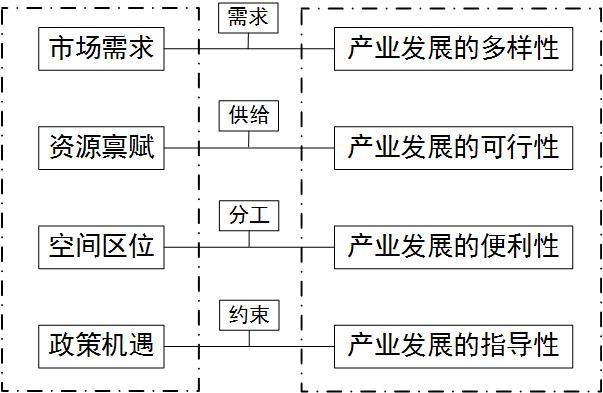 需求
市场需求
产业发展的多样性
供给
资源禀赋
产业发展的可行性
分工
空间区位
产业发展的便利性
约束
政策机遇
产业发展的指导性